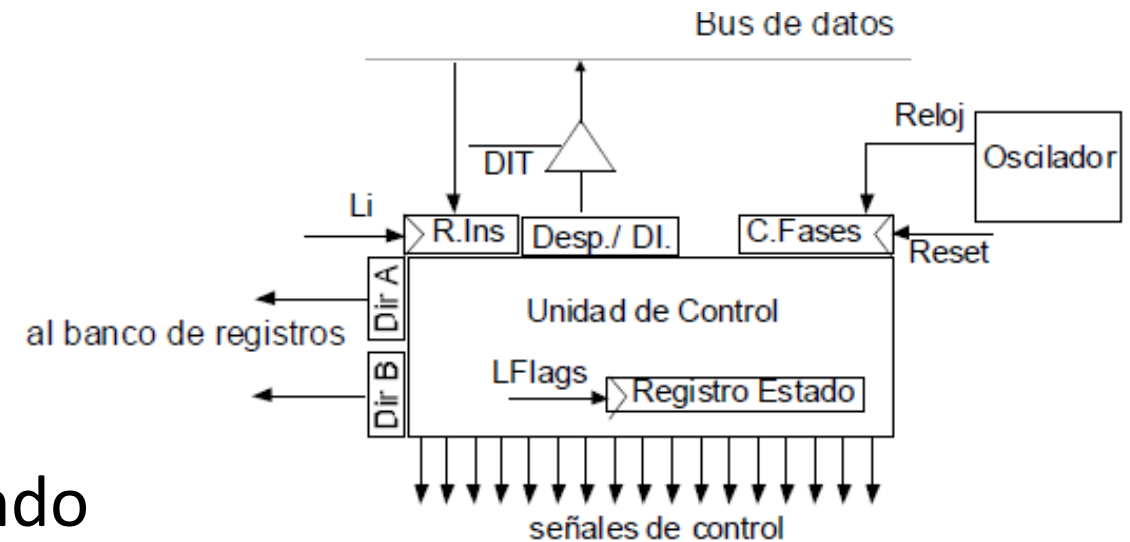 Bus de datos
Reloj
Oscilador
DIT
Li
R.Ins
Desp./ DI.
C.Fases
Reset
Dir A
Unidad de Control
al banco de registros
LFlags
Registro Estado
Dir B
señales de control